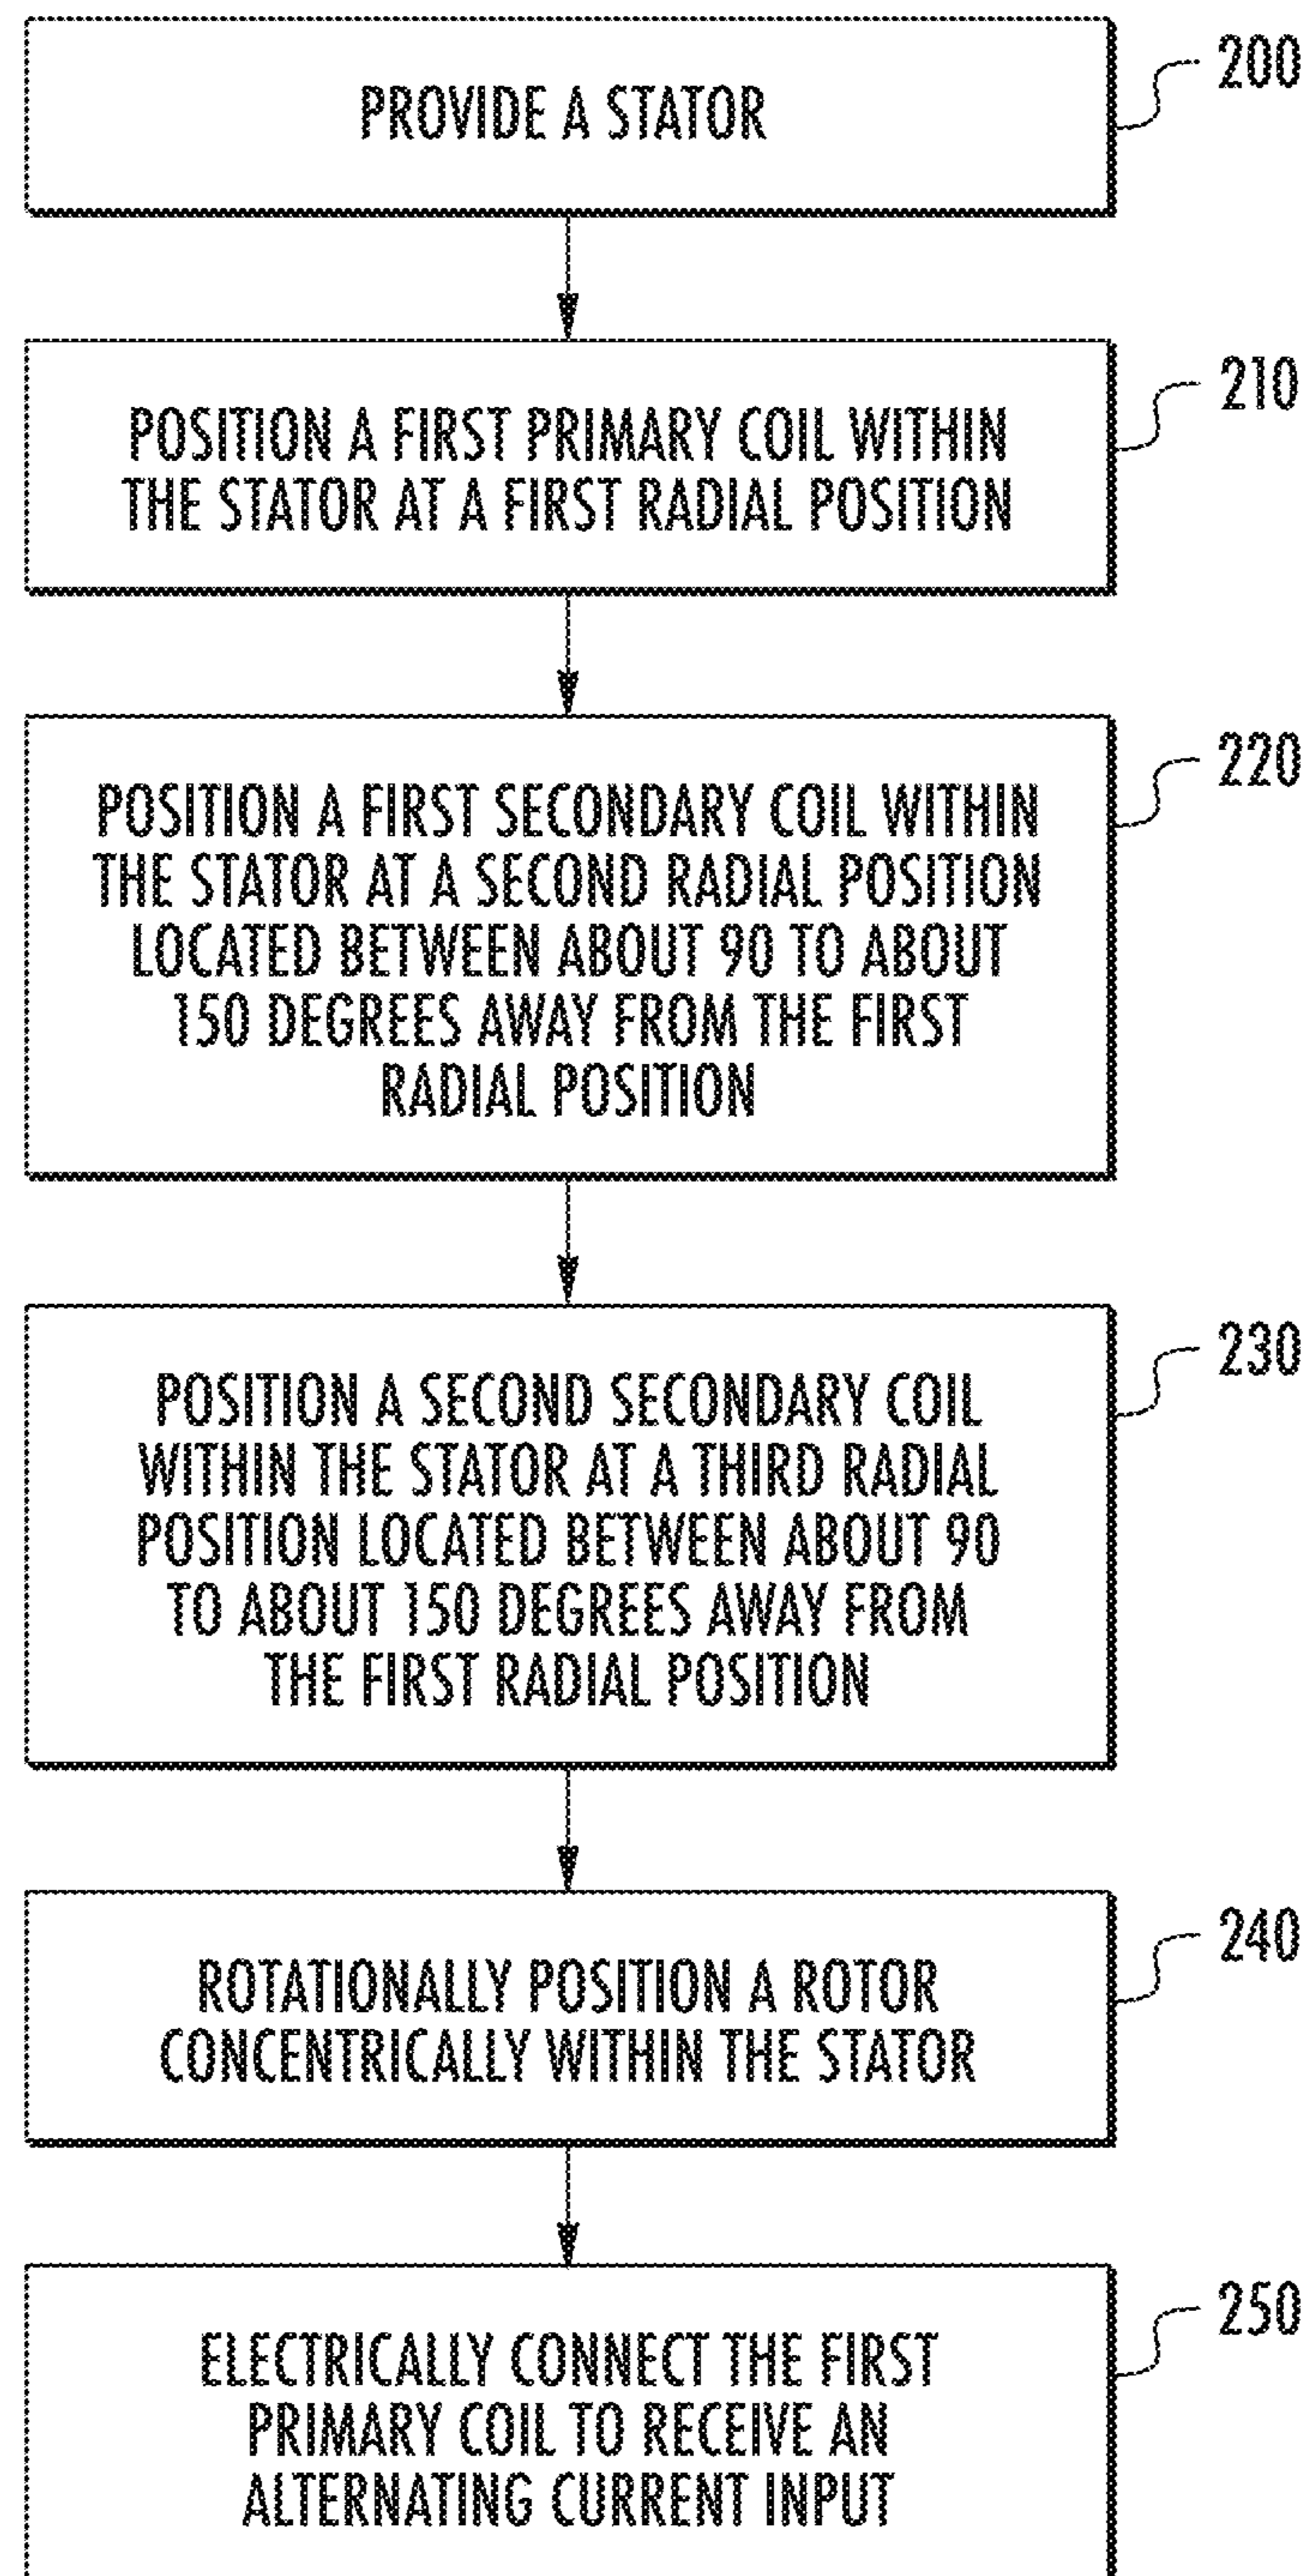 PROVIDE A STATOR
200
POSITION A FIRST PRIMARY COIL WITHIN
THE STATOR AT A FIRST RADIAL POSITION
210
POSITION A FIRST SECONDARY COIL WITHIN
THE STATOR AT A SECOND RADIAL POSITION
LOCATED BETWEEN ABOUT 90 TO ABOUT
150 DEGREES AWAY FROM THE FIRST
RADIAL POSITION
220
POSITION A SECOND SECONDARY COIL
WITHIN THE STATOR AT A THIRD RADIAL
POSITION LOCATED BETWEEN ABOUT 90
TO ABOUT 150 DEGREES AWAY FROM
THE FIRST RADIAL POSITION
230
ROTATIONALLY POSITION A ROTOR
CONCENTRICALLY WITHIN THE STATOR
240
ELECTRICALLY CONNECT THE FIRST
PRIMARY COIL TO RECEIVE AN
ALTERNATING CURRENT INPUT
250